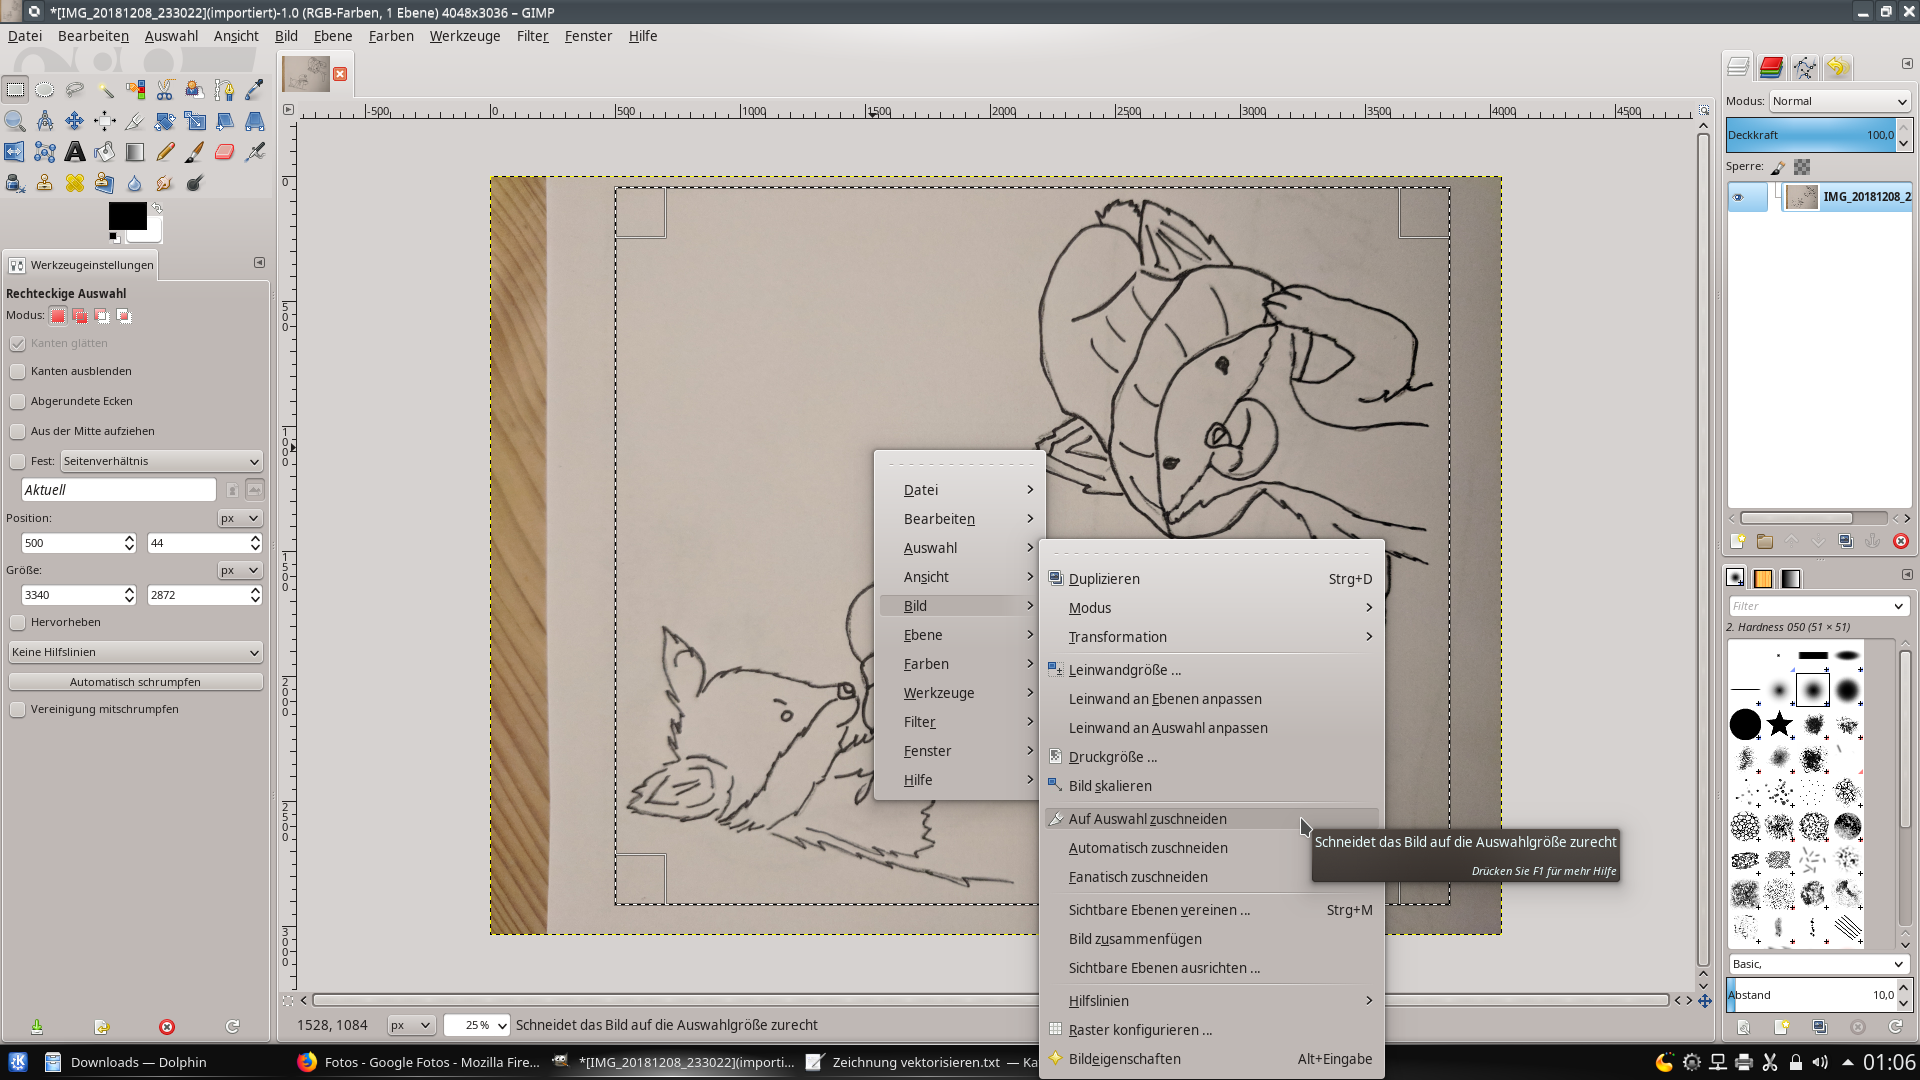 *[IMG_20181208_233022](importiert)-1.0 (RGB-Farben, 1 Ebene) 4048x3036 – GIMP
Datei Bearbeiten Auswahl Ansicht Bild Ebene Farben Werkzeuge Filter Fenster Hilfe
-500 0 500 1000 1500 2000 2500 3000 3500 4000 4500
0
500
1000
1500
2000
2500
3000
Werkzeugeinstellungen
Rechteckige Auswahl
Modus:
Kanten glätten
Kanten ausblenden
Abgerundete Ecken
Aus der Mitte aufziehen
Fest: Seitenverhältnis
Aktuell
Position: px
500 44
Größe: px
3340 2872
Hervorheben
Keine Hilfslinien
Automatisch schrumpfen
Vereinigung mitschrumpfen
Datei
Bearbeiten
Auswahl
Ansicht
Bild
Ebene
Farben
Werkzeuge
Filter
Fenster
Hilfe
Duplizieren Strg+D
Modus
Transformation
Leinwandgröße ...
Leinwand an Ebenen anpassen
Leinwand an Auswahl anpassen
Druckgröße ...
Bild skalieren
Auf Auswahl zuschneiden
Automatisch zuschneiden
Fanatisch zuschneiden
Sichtbare Ebenen vereinen ... Strg+M
Bild zusammenfügen
Sichtbare Ebenen ausrichten ...
Hilfslinien
Raster konfigurieren ...
Bildeigenschaften Alt+Eingabe
Schneidet das Bild auf die Auswahlgröße zurecht
Drücken Sie F1 für mehr Hilfe
Modus: Normal
Deckkraft 100,0
Sperre:
IMG_20181208_2
Filter
2. Hardness 050 (51 × 51)
Basic,
Abstand 10,0
1528, 1084 px 25 % Schneidet das Bild auf die Auswahlgröße zurecht
Downloads — Dolphin
Fotos - Google Fotos - Mozilla Fire...
*[IMG_20181208_233022](importi...
Zeichnung vektorisieren.txt — Ka
01:06